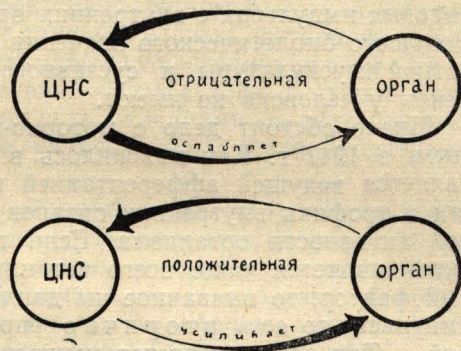 ЦНС отрицательная орган
ослабляет
ЦНС положительная орган
усиливает